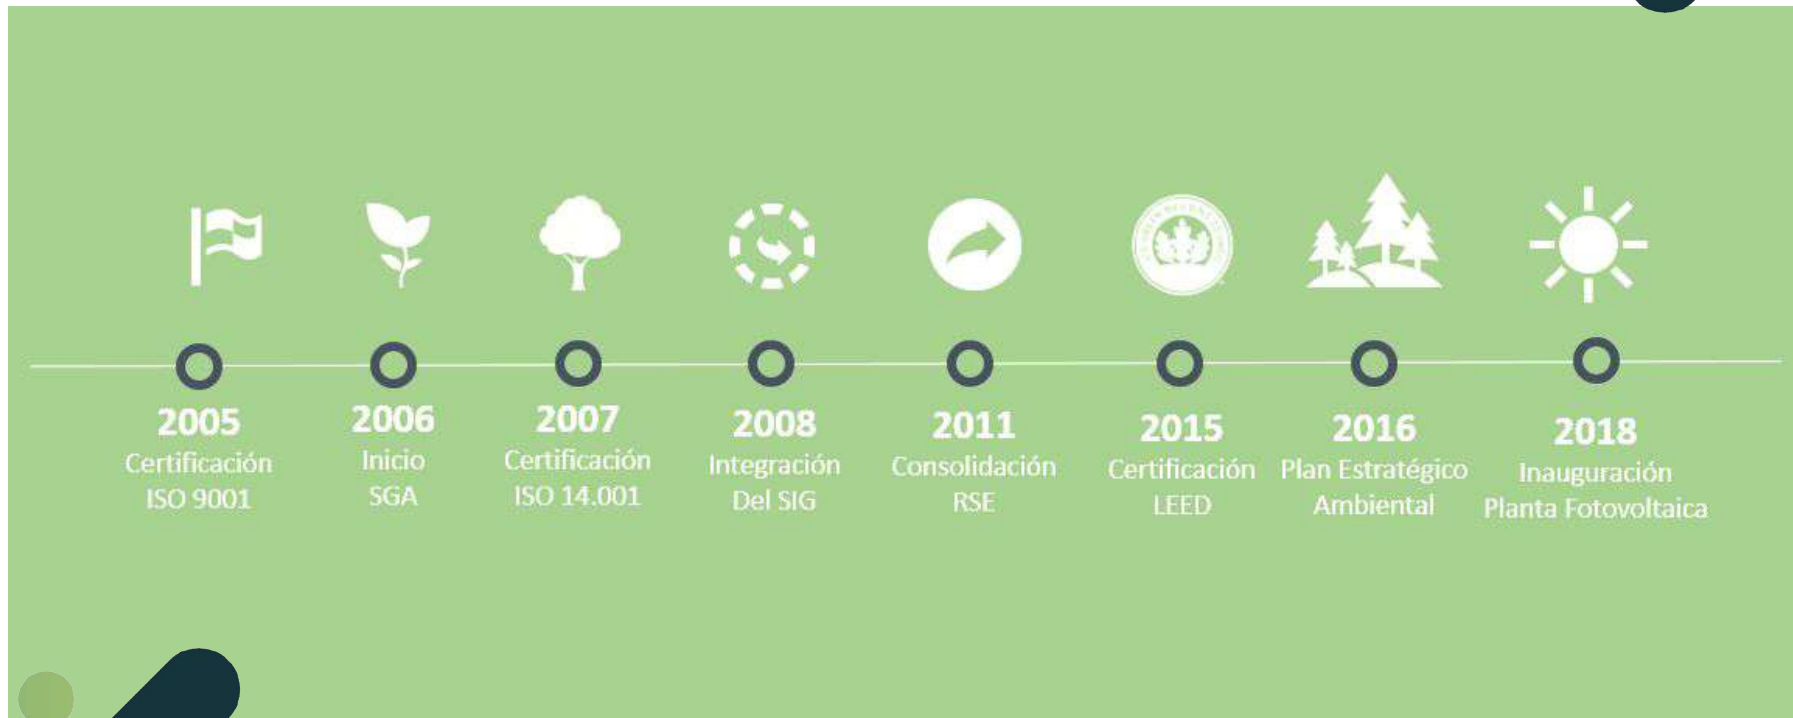 2005
Certificación
ISO 9001
2006
Inicio
SGA
2007
Certificación
ISO 14.001
2008
Integración
Del SIG
2011
Consolidación
RSE
2015
Certificación
LEED
2016
Plan Estratégico
Ambiental
2018
Inauguración
Planta Fotovoltaica